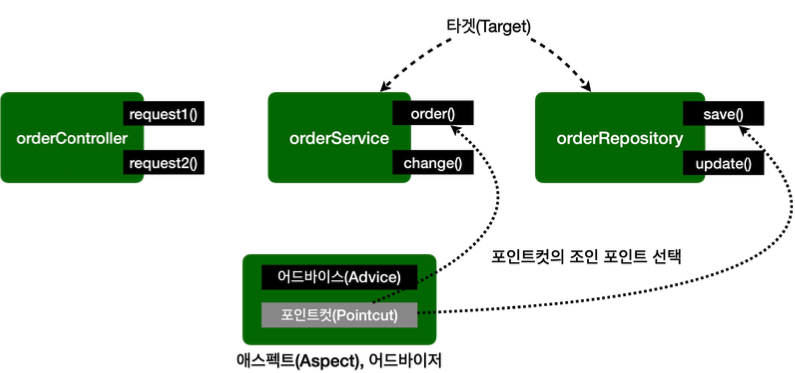 타겟(Target)
request1()
orderController
request2()
order()
orderService
change()
save()
orderRepository
update()
포인트컷의 조인 포인트 선택
어드바이스(Advice)
포인트컷(Pointcut)
애스펙트(Aspect), 어드바이저